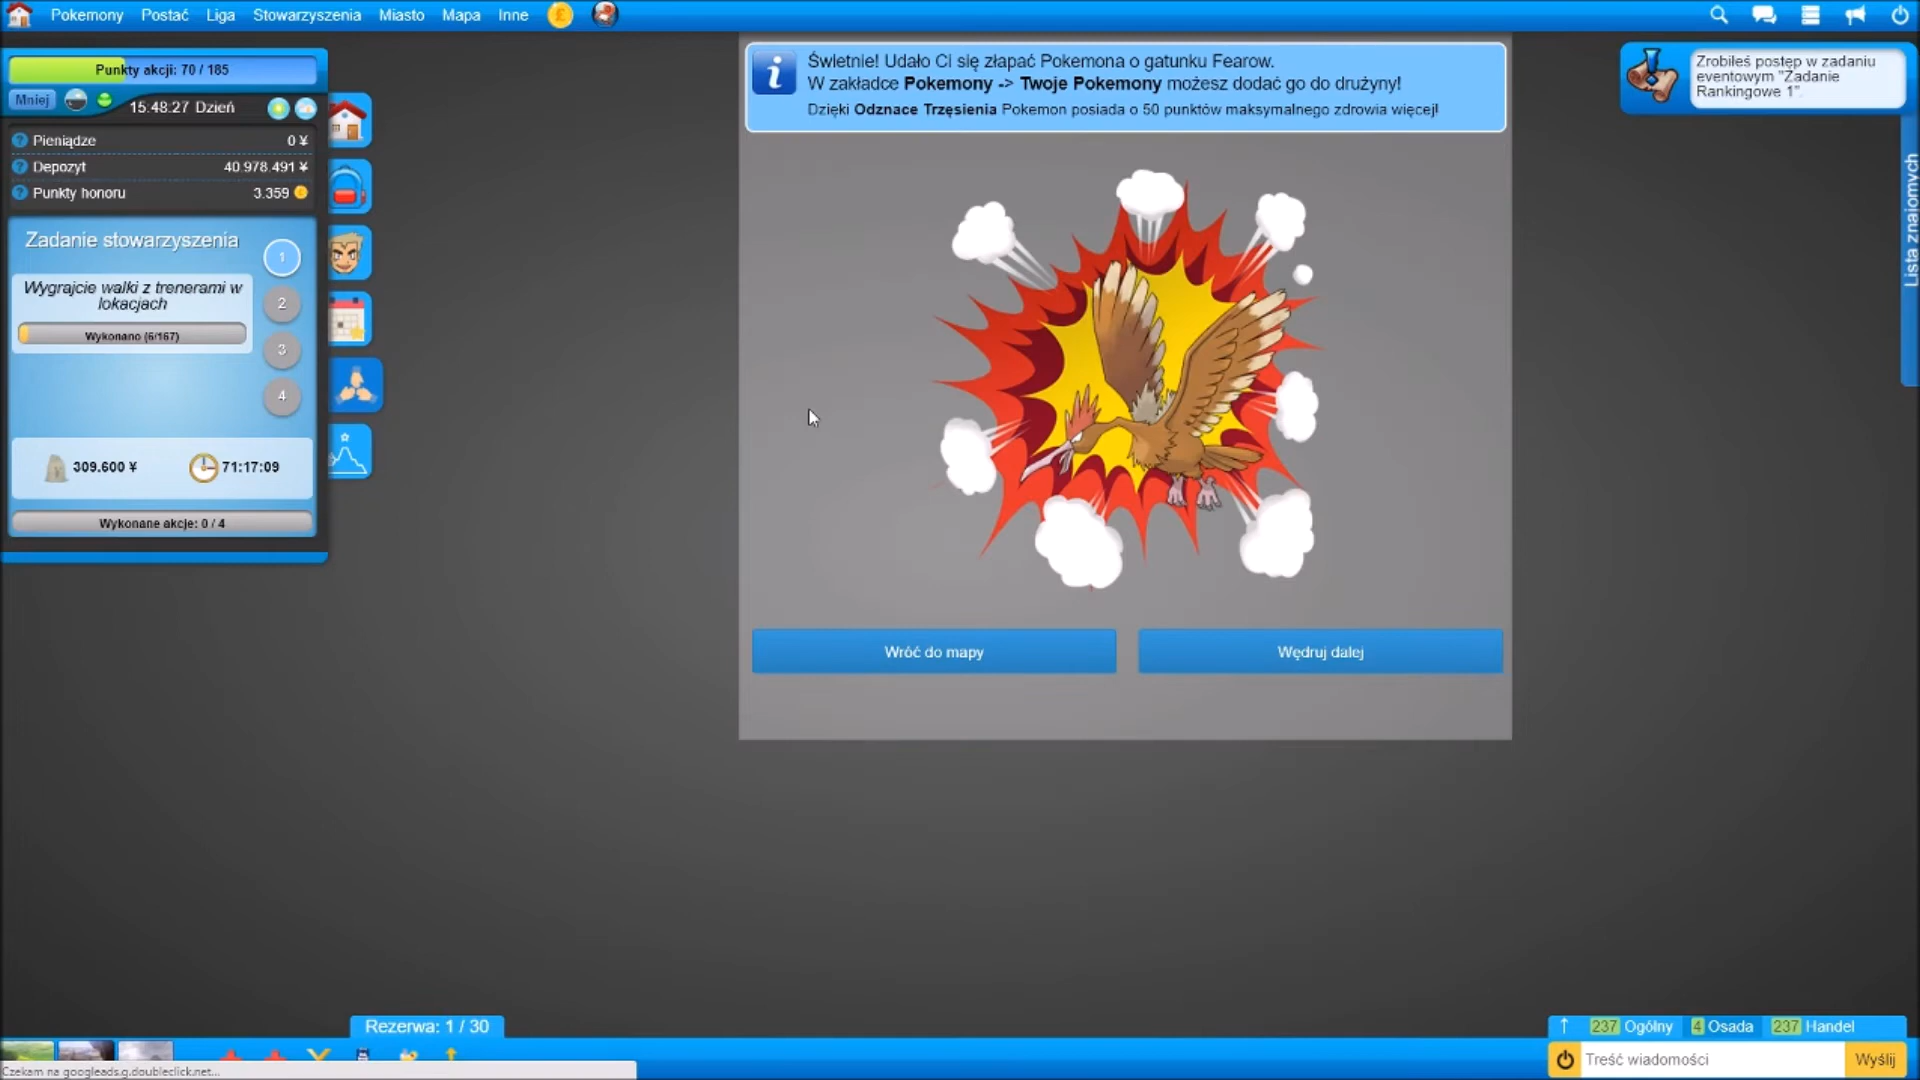 Pokemony Postać Liga Stowarzyszenia Miasto Mapa Inne
Punkty akcji: 70 / 185
Mniej 15:48:27 Dzień
Pieniądze 0 ¥
Depozyt 40.978.491 ¥
Punkty honoru 3.359
Zadanie stowarzyszenia
1
Wygrajcie walki z trenerami w
lokacjach
2
Wykonano (6/167)
3
4
309.600 ¥ 71:17:09
Wykonane akcje: 0 / 4
Świetnie! Udało Ci się złapać Pokemona o gatunku Fearow.
W zakładce Pokemony -> Twoje Pokemony możesz dodać go do drużyny!
Dzięki Odznace Trzęsienia Pokemon posiada o 50 punktów maksymalnego zdrowia więcej!
Wróć do mapy
Wędruj dalej
Zrobiłeś postęp w zadaniu
eventowym "Zadanie
Rankingowe 1".
Lista znajomych
Rezerwa: 1 / 30
Czekam na googleads.g.doubleclick.net...
237 Ogólny 4 Osada 237 Handel
Treść wiadomości Wyślij